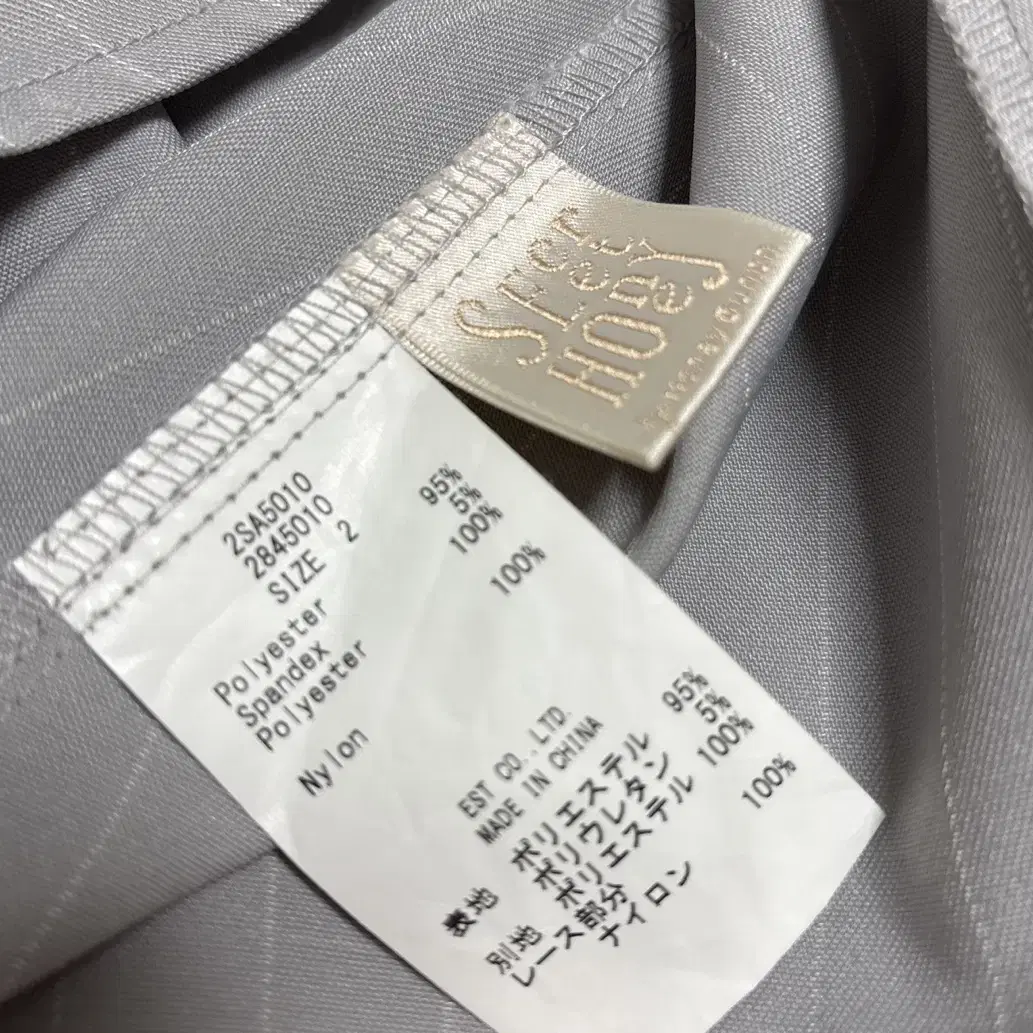 Secret
Honey
2SA5010
2845010
SIZE 2
Polyester 95%
Spandex 5%
Polyester 100%
Nylon 100%
EST CO.,LTD.
MADE IN CHINA
表地 ポリエステル 95%
ポリウレタン 5%
別地 ポリエステル 100%
レース部分
ナイロン 100%